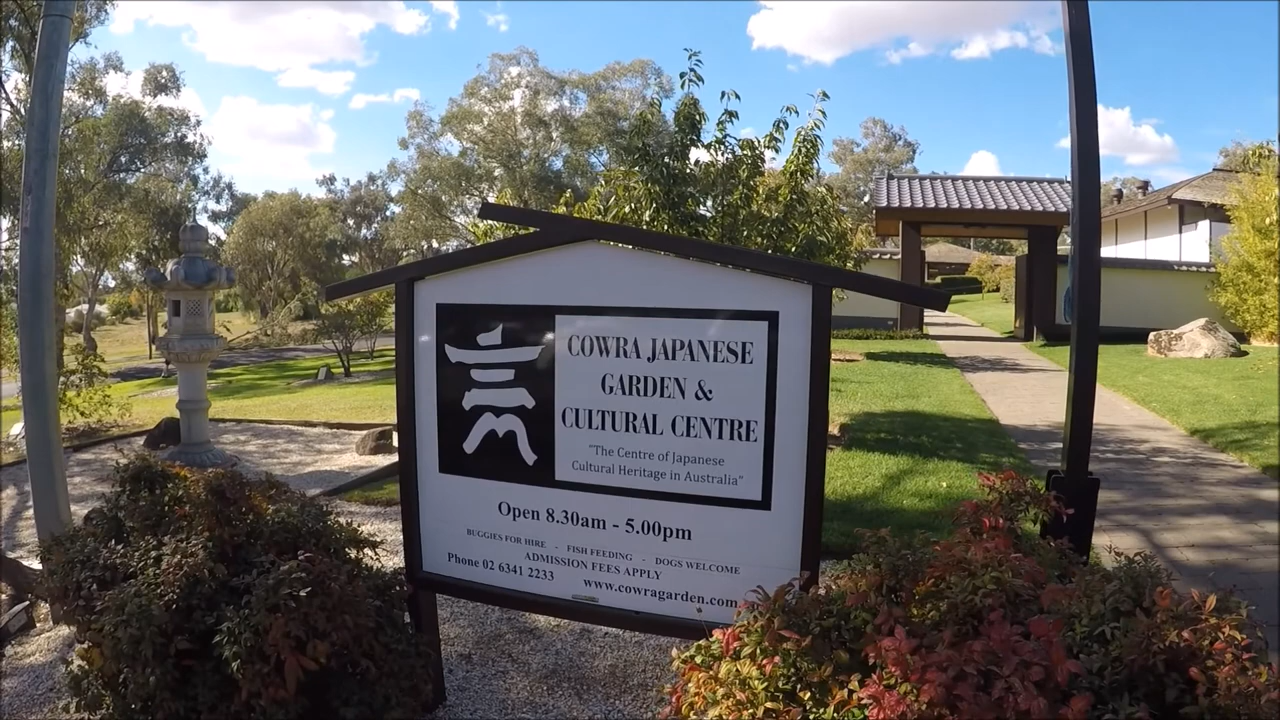 COWRA JAPANESE
GARDEN &
CULTURAL CENTRE
"The Centre of Japanese
Cultural Heritage in Australia"
Open 8.30am - 5.00pm
BUGGIES FOR HIRE - FISH FEEDING - DOGS WELCOME
ADMISSION FEES APPLY
Phone 02 6341 2233 www.cowragarden.com